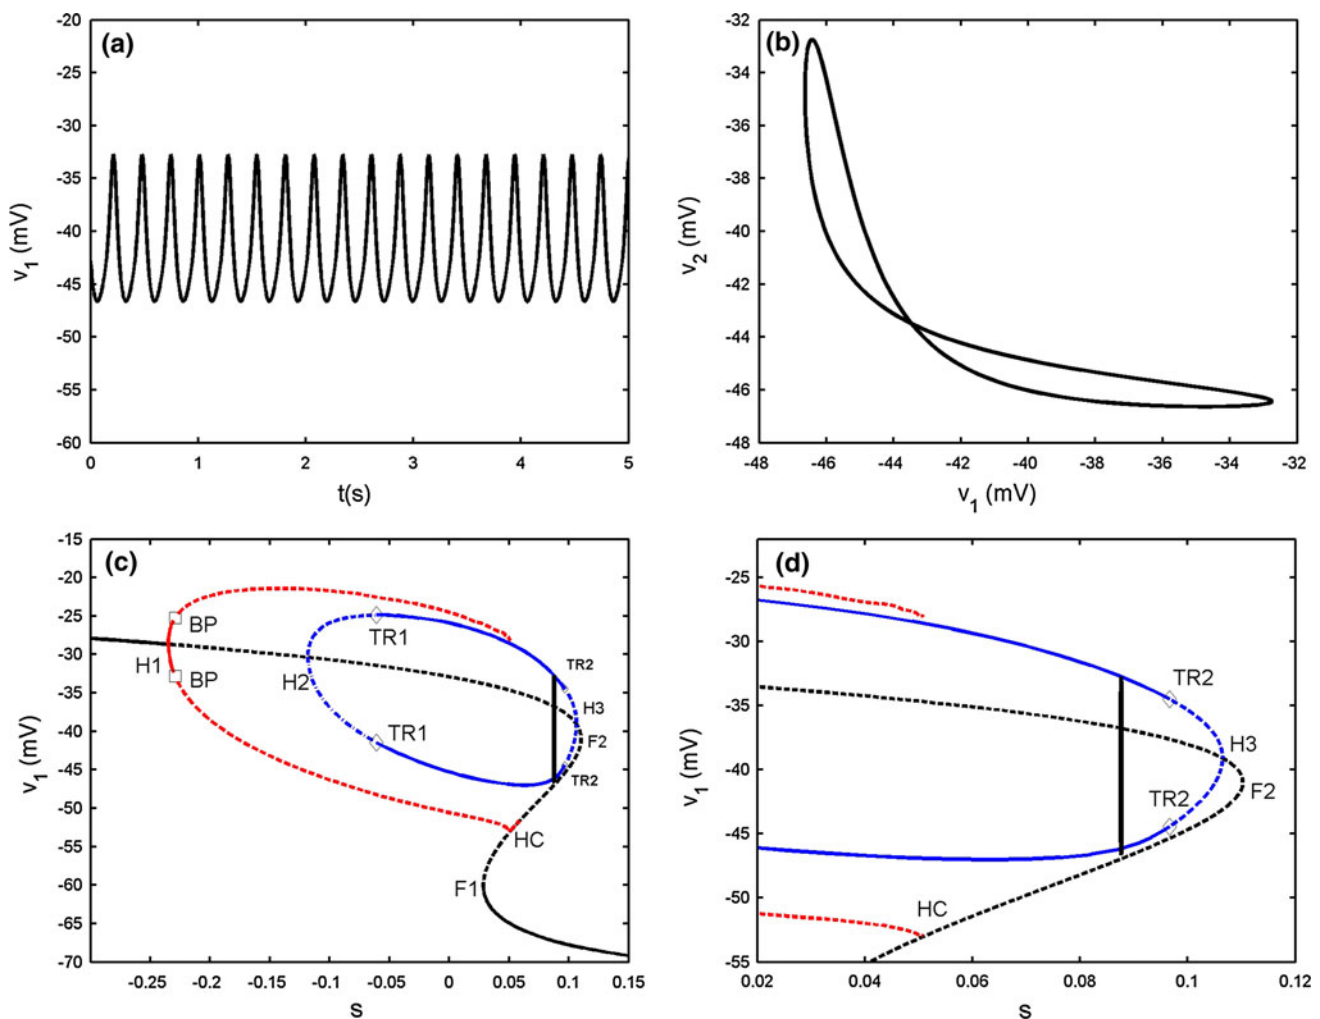 (a)
-20
-25
-30
-35
-40
-45
-50
-55
-60
v1 (mV)
0 1 2 3 4 5
t(s)
(b)
-32
-34
-36
-38
-40
-42
-44
-46
-48
v2 (mV)
-48 -46 -44 -42 -40 -38 -36 -34 -32
v1 (mV)
(c)
-15
-20
-25
-30
-35
-40
-45
-50
-55
-60
-65
-70
v1 (mV)
BP
TR1
H1
BP
H2
TR2
H3
TR1
F2
TR2
HC
F1
-0.25 -0.2 -0.15 -0.1 -0.05 0 0.05 0.1 0.15
s
(d)
-25
-30
-35
-40
-45
-50
-55
v1 (mV)
TR2
H3
F2
TR2
HC
0.02 0.04 0.06 0.08 0.1 0.12
s